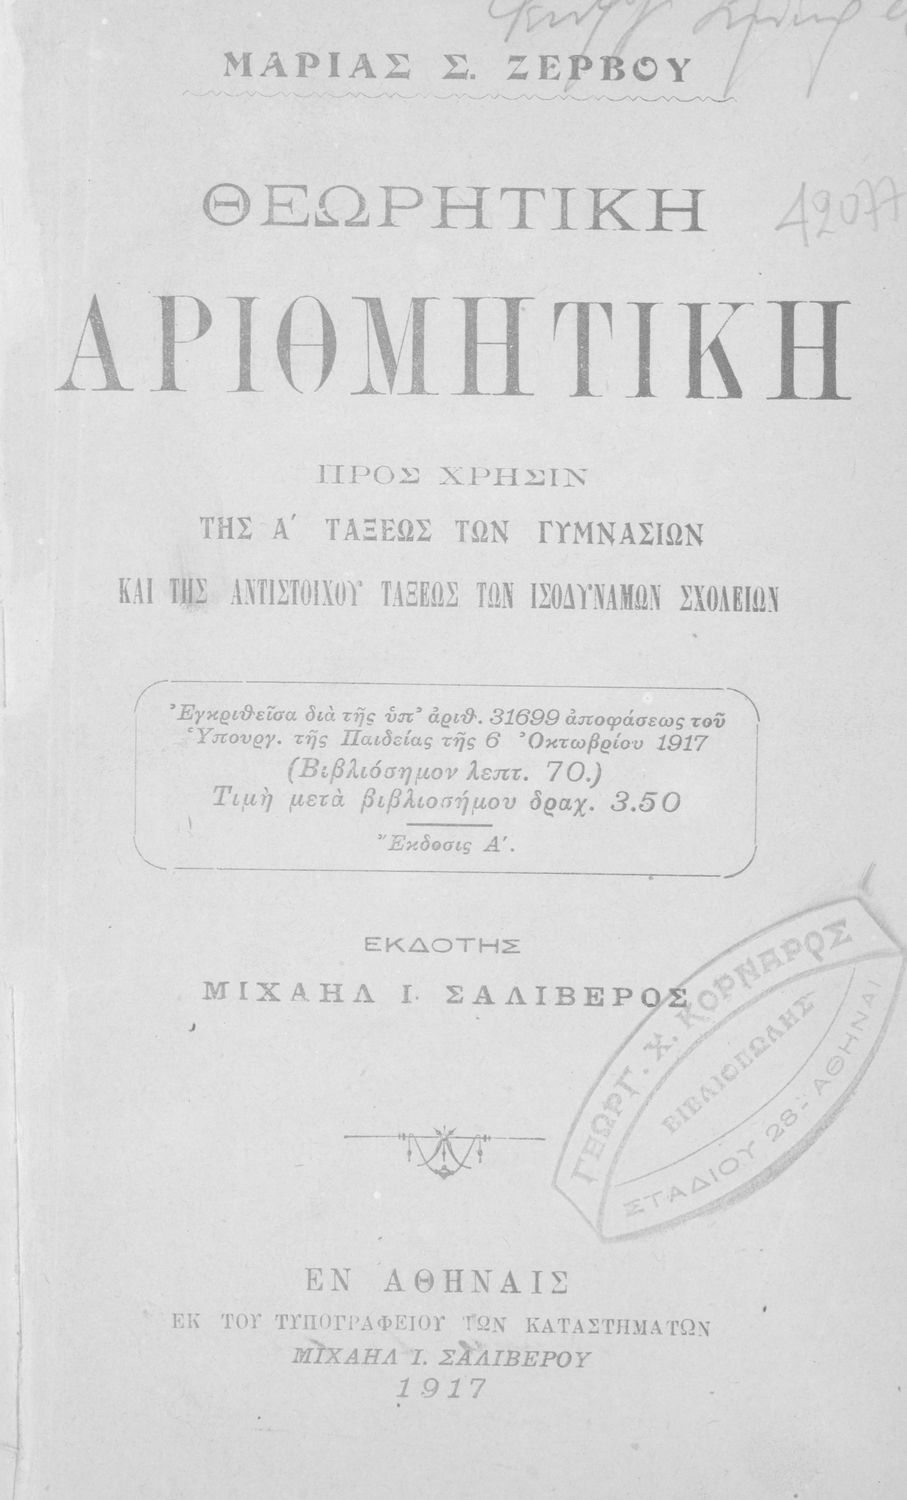 ΜΑΡΙΑΣ Σ. ΖΕΡΒΟΥ
ΘΕΩΡΗΤΙΚΗ
42077
ΑΡΙΘΜΗΤΙΚΗ
ΠΡΟΣ ΧΡΗΣΙΝ
ΤΗΣ Α΄ ΤΑΞΕΩΣ ΤΩΝ ΓΥΜΝΑΣΙΩΝ
ΚΑΙ ΤΗΣ ΑΝΤΙΣΤΟΙΧΟΥ ΤΑΞΕΩΣ ΤΩΝ ΙΣΟΔΥΝΑΜΩΝ ΣΧΟΛΕΙΩΝ
Ἐγκριθεῖσα διὰ τῆς ὑπ' ἀριθ. 31699 ἀποφάσεως τοῦ
Ὑπουργ. τῆς Παιδείας τῆς 6 Ὀκτωβρίου 1917
(Βιβλιόσημον λεπτ. 70.)
Τιμὴ μετὰ βιβλιοσήμου δραχ. 3.50
Ἔκδοσις Α΄.
ΕΚΔΟΤΗΣ
ΜΙΧΑΗΛ Ι. ΣΑΛΙΒΕΡΟΣ
ΓΕΩΡΓ. Χ. ΚΟΡΝΑΡΟΣ
ΒΙΒΛΙΟΠΩΛΗΣ
ΣΤΑΔΙΟΥ 28 - ΑΘΗΝΑΙ
ΕΝ ΑΘΗΝΑΙΣ
ΕΚ ΤΟΥ ΤΥΠΟΓΡΑΦΕΙΟΥ ΤΩΝ ΚΑΤΑΣΤΗΜΑΤΩΝ
ΜΙΧΑΗΛ Ι. ΣΑΛΙΒΕΡΟΥ
1917